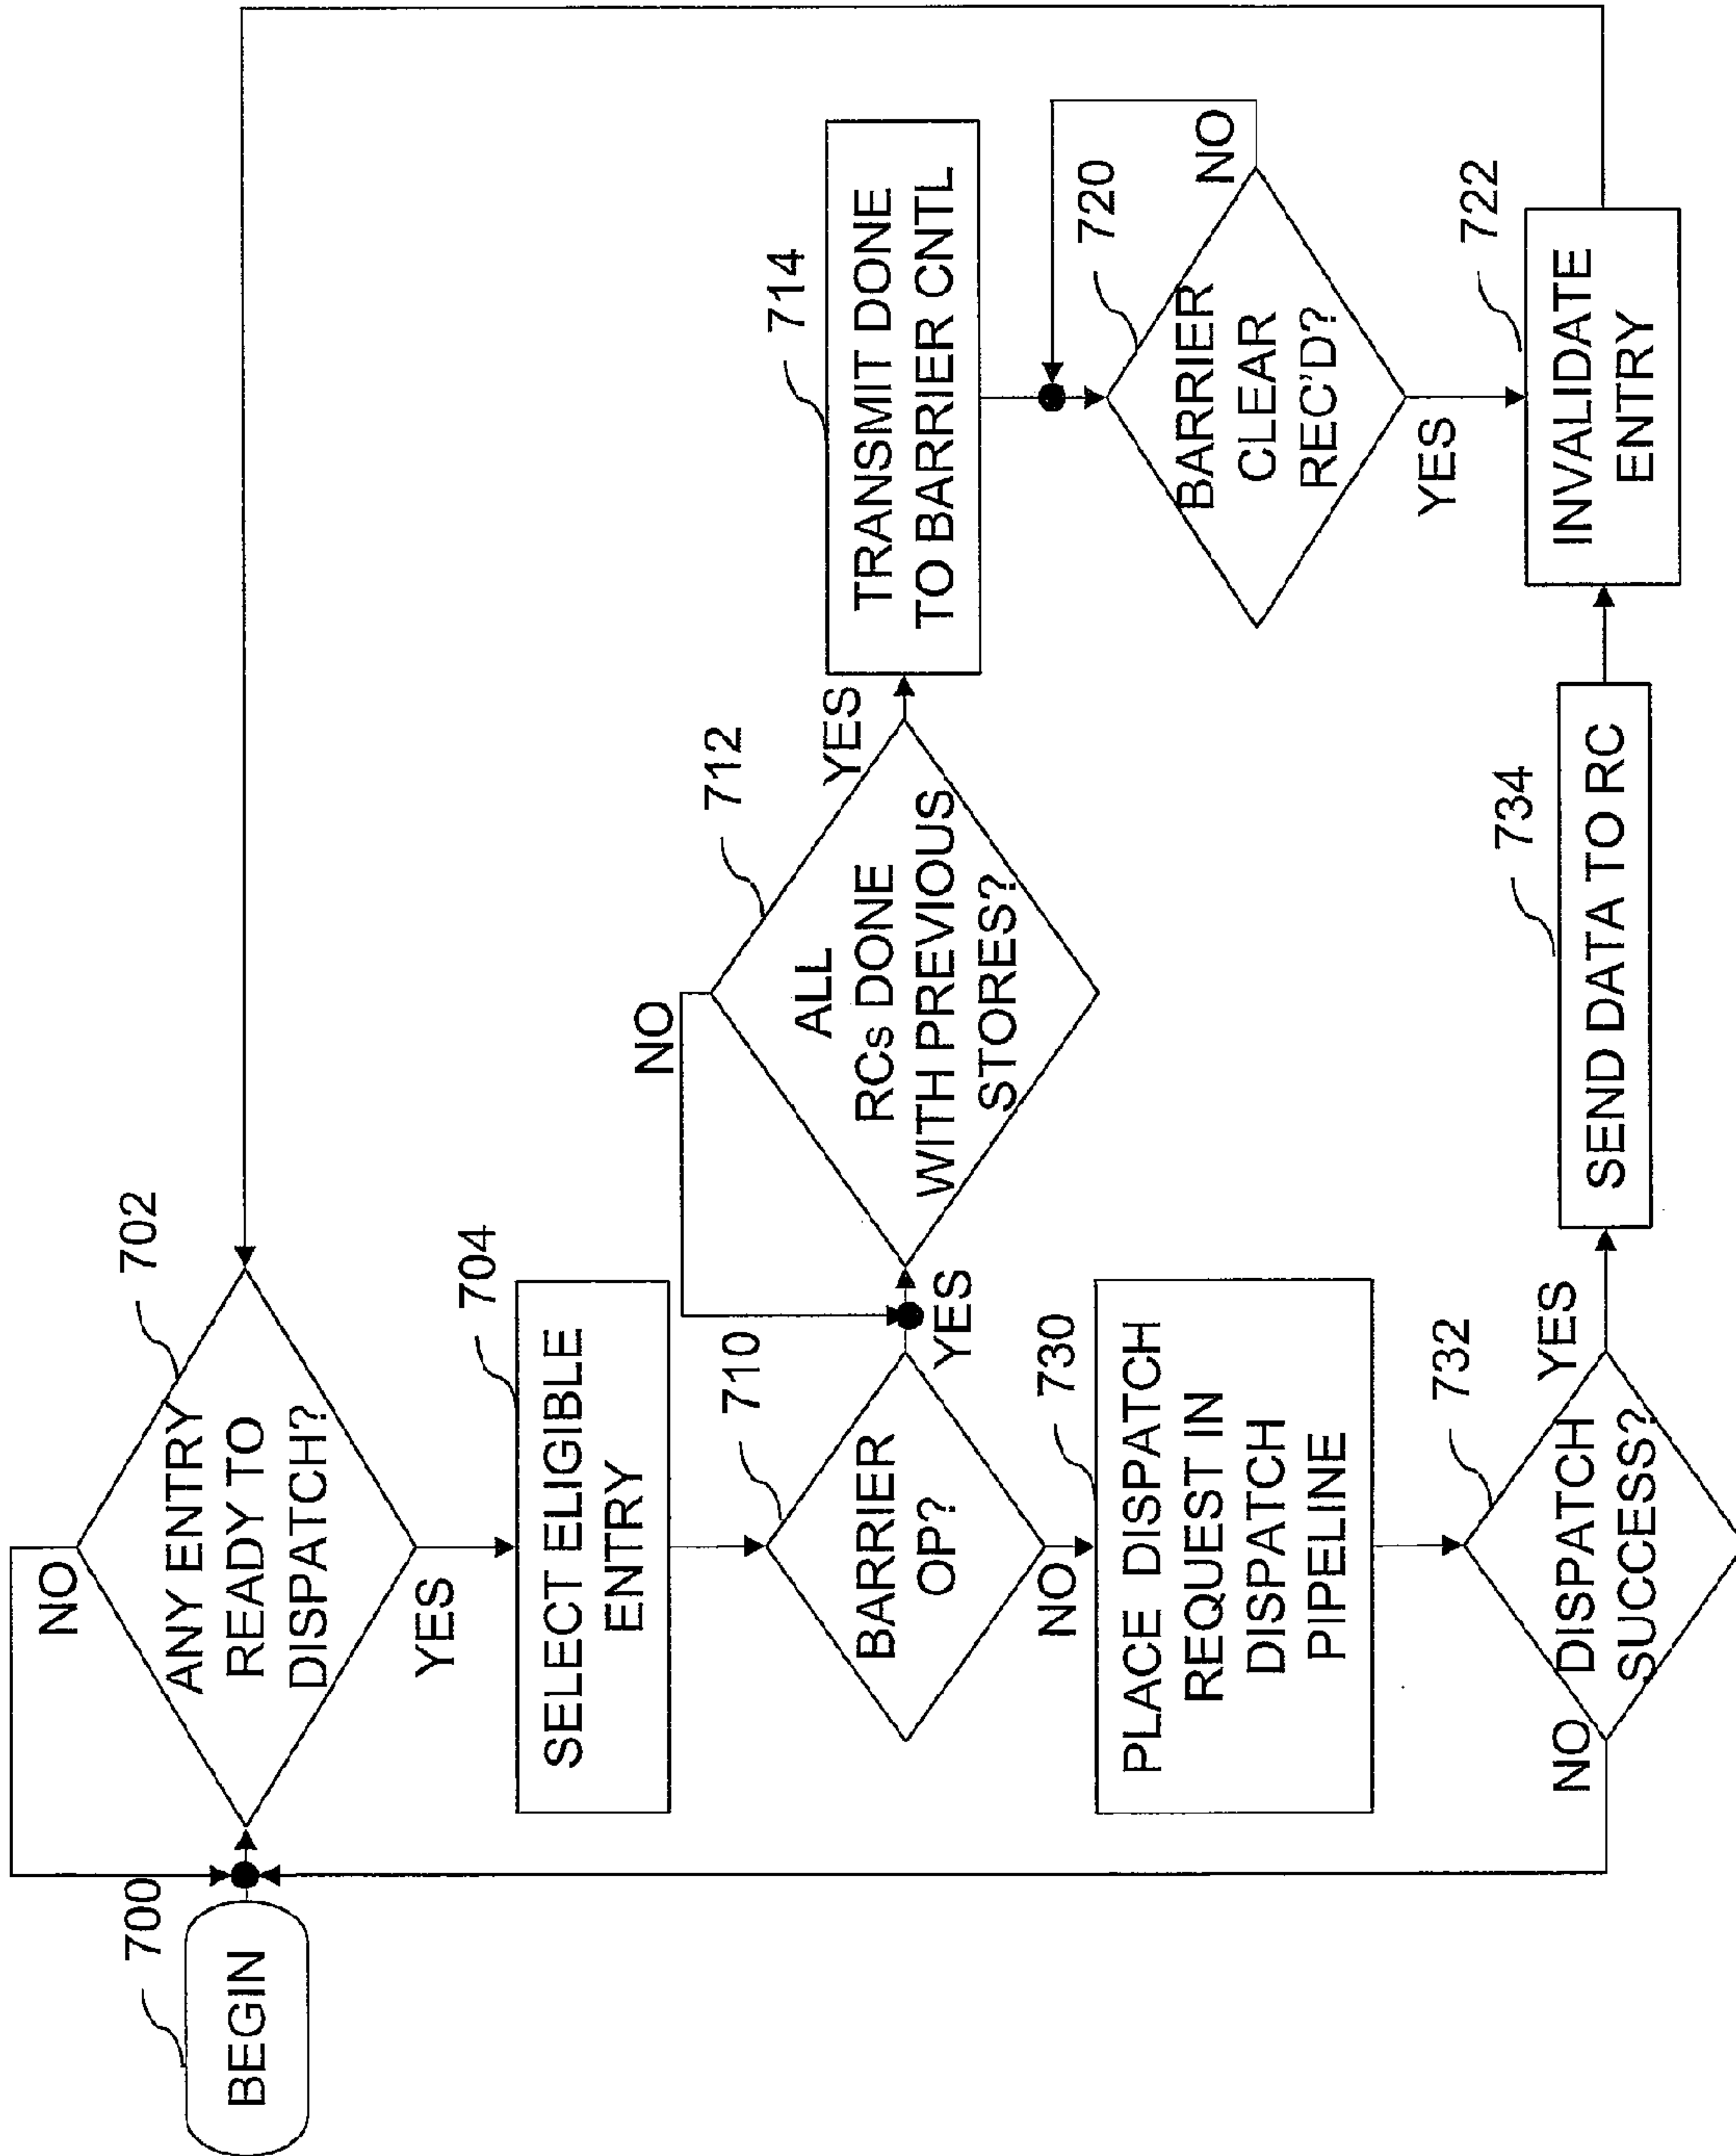 700
BEGIN
702
ANY ENTRY
READY TO
DISPATCH?
NO
YES
704
SELECT ELIGIBLE
ENTRY
710
BARRIER
OP?
YES
NO
712
ALL
RCs DONE
WITH PREVIOUS
STORES?
NO
YES
714
TRANSMIT DONE
TO BARRIER CNTL
720
BARRIER
CLEAR
REC'D?
NO
YES
722
INVALIDATE
ENTRY
730
PLACE DISPATCH
REQUEST IN
DISPATCH
PIPELINE
732
DISPATCH
SUCCESS?
NO
YES
734
SEND DATA TO RC